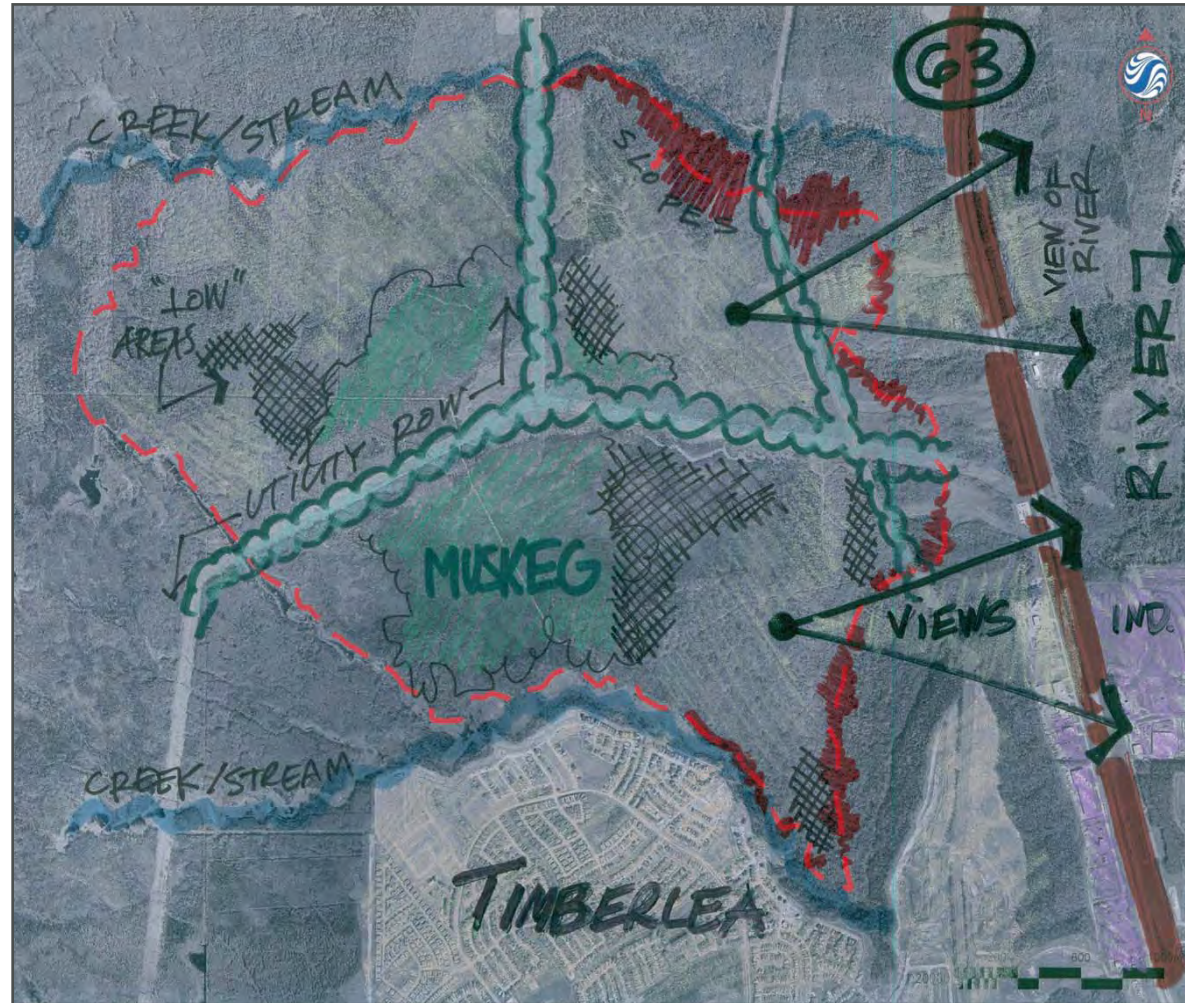 63
CREEK/STREAM
SLOPES
VIEW OF
RIVER
RIVER
"LOW"
AREAS
UTILITY ROW
MUSKEG
VIEWS
IND.
CREEK/STREAM
TIMBERLEA